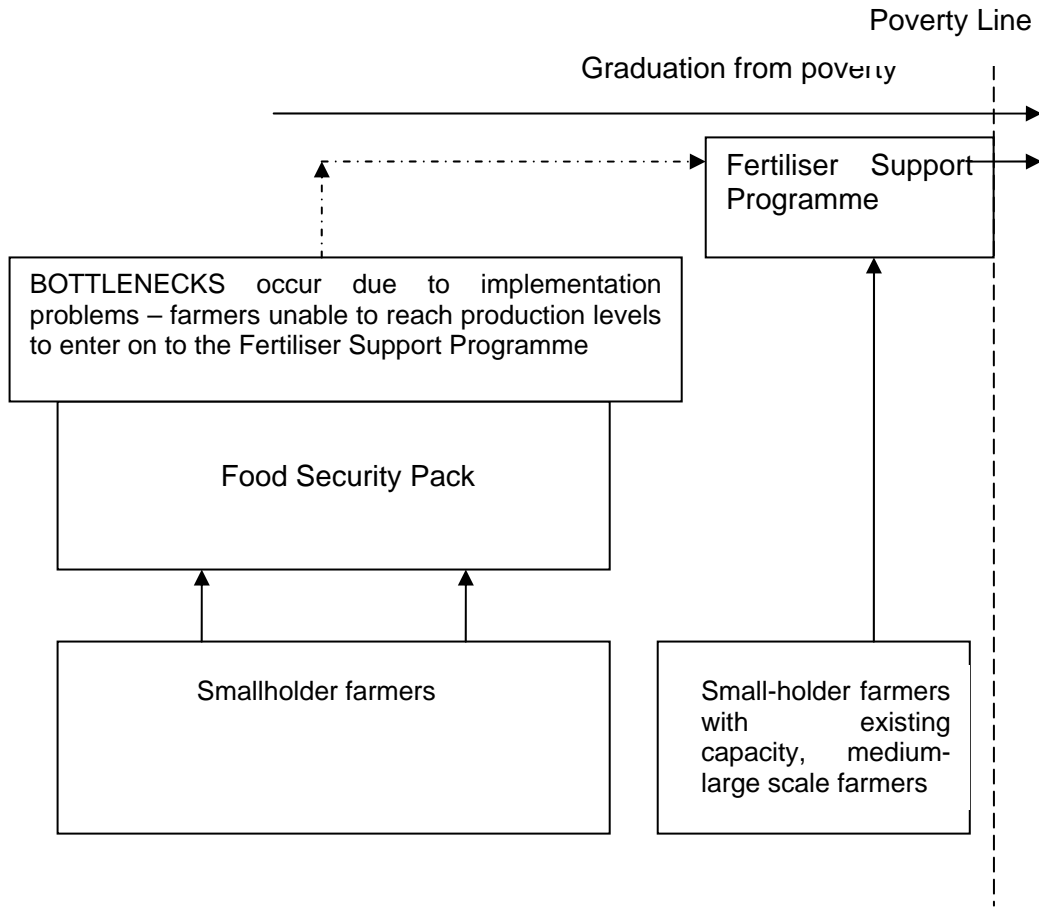 Poverty Line
Graduation from poverty
Fertiliser Support
Programme
BOTTLENECKS occur due to implementation
problems – farmers unable to reach production levels
to enter on to the Fertiliser Support Programme
Food Security Pack
Smallholder farmers
Small-holder farmers
with existing
capacity, medium-
large scale farmers